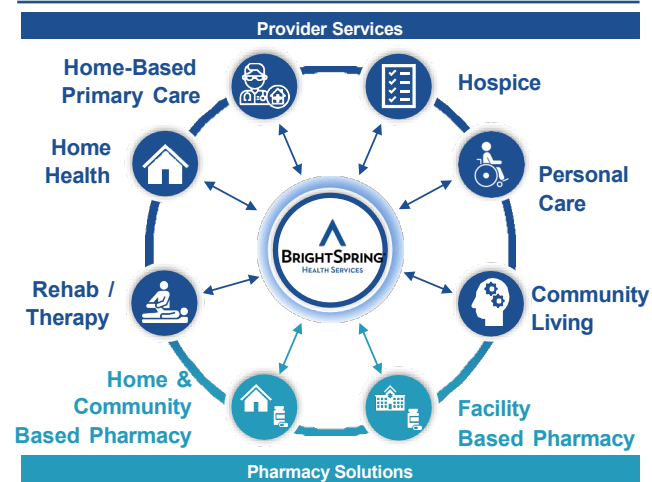 Provider Services
Home-Based
Primary Care
Hospice
Home
Health
Personal
Care
BRIGHTSPRING
HEALTH SERVICES
Rehab /
Therapy
Community
Living
Home &
Community
Based Pharmacy
Facility
Based Pharmacy
Pharmacy Solutions